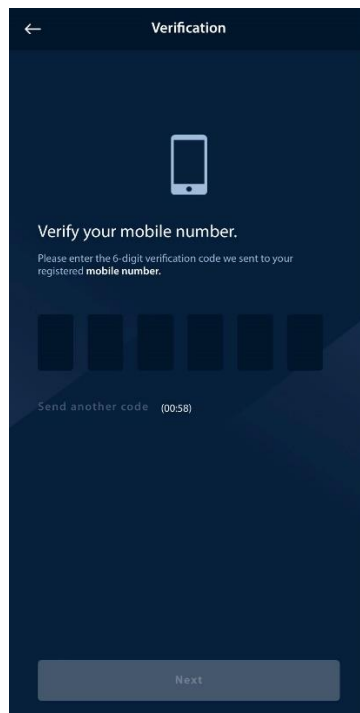 Verification
Verify your mobile number.
Please enter the 6-digit verification code we sent to your
registered mobile number.
Send another code (00:58)
Next